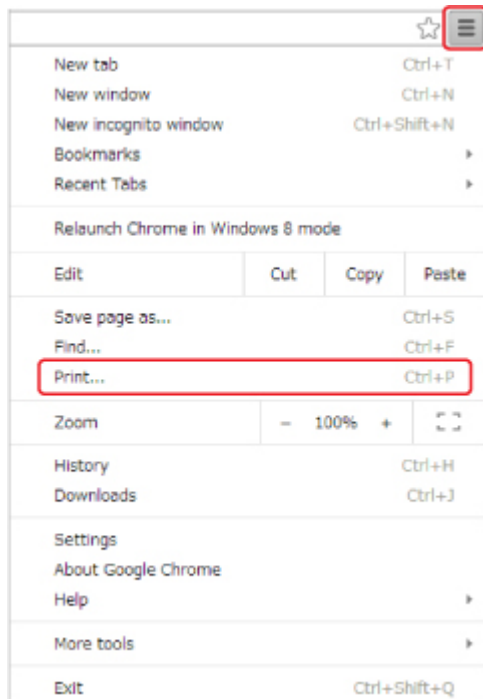 New tab Ctrl+T
New window Ctrl+N
New incognito window Ctrl+Shift+N
Bookmarks
Recent Tabs
Relaunch Chrome in Windows 8 mode
Edit Cut Copy Paste
Save page as... Ctrl+S
Find... Ctrl+F
Print... Ctrl+P
Zoom − 100% +
History Ctrl+H
Downloads Ctrl+J
Settings
About Google Chrome
Help
More tools
Exit Ctrl+Shift+Q